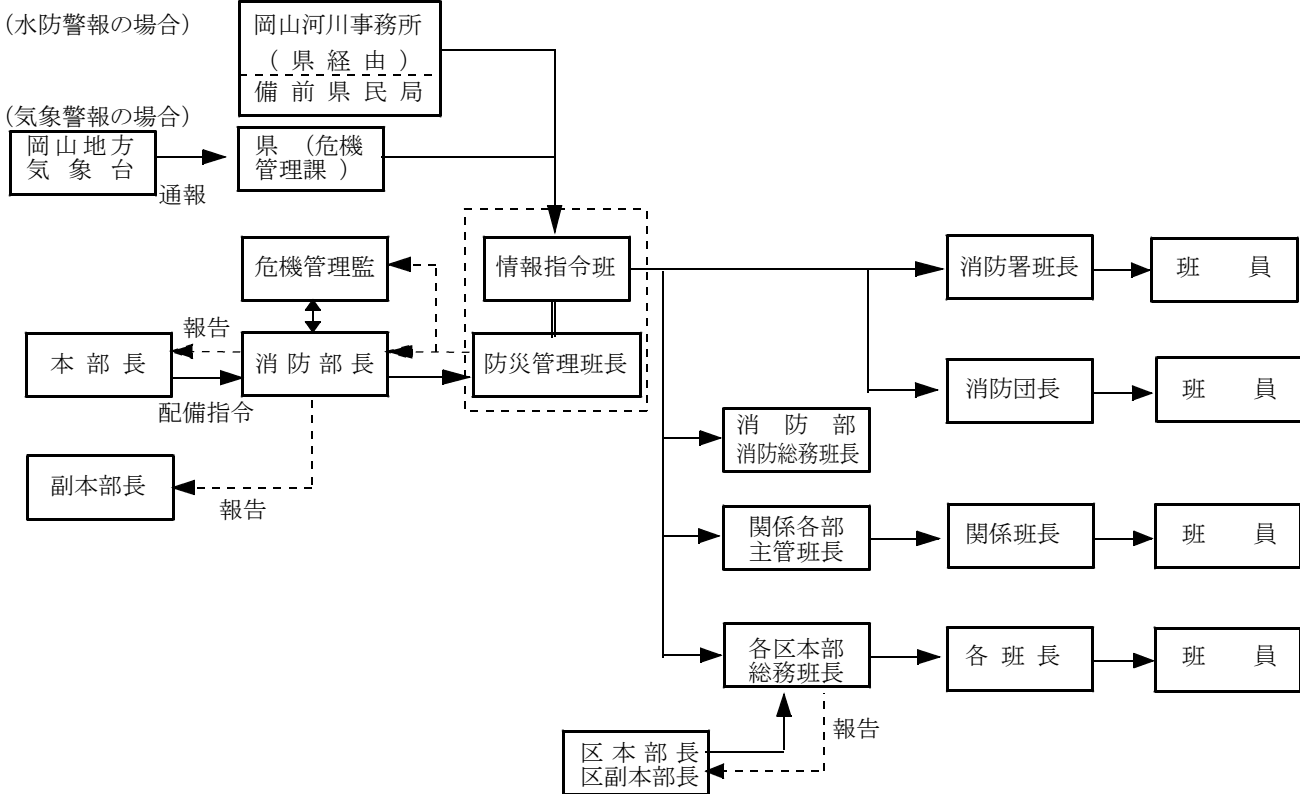 (水防警報の場合)
岡山河川事務所
(県経由)
備前県民局
(気象警報の場合)
岡山地方
気象台
通報
県 (危機
管理課 )
危機管理監
情報指令班
消防署班長
班 員
報告
本部長
消防部長
防災管理班長
配備指令
消防団長
班 員
消防部
消防総務班長
副本部長
報告
関係各部
主管班長
関係班長
班 員
各区本部
総務班長
各班長
班 員
報告
区本部長
区副本部長